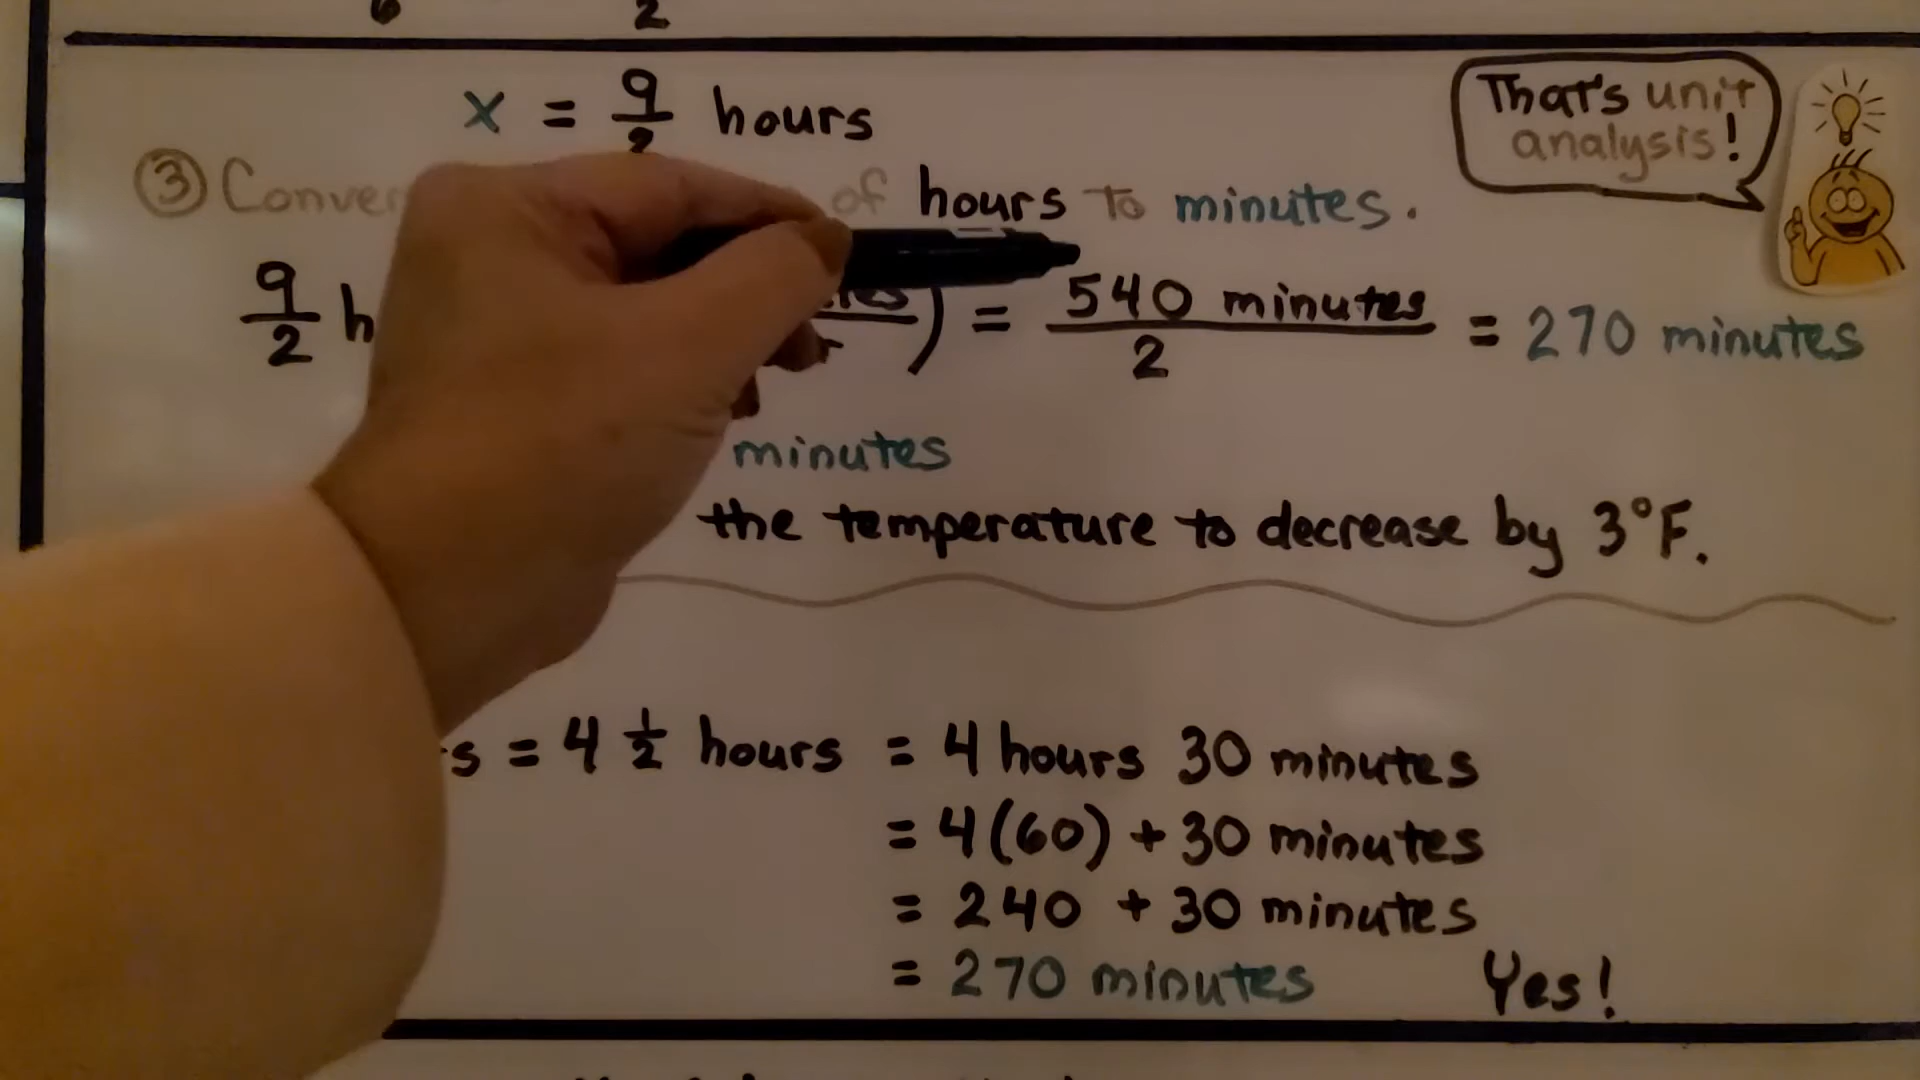 2
x = 9/2 hours
That's unit
analysis!
③ of hours to minutes.
9/2 ) = 540 minutes/2 = 270 minutes
minutes
the temperature to decrease by 3°F.
= 4 1/2 hours = 4 hours 30 minutes
= 4(60) + 30 minutes
= 240 + 30 minutes
= 270 minutes Yes!